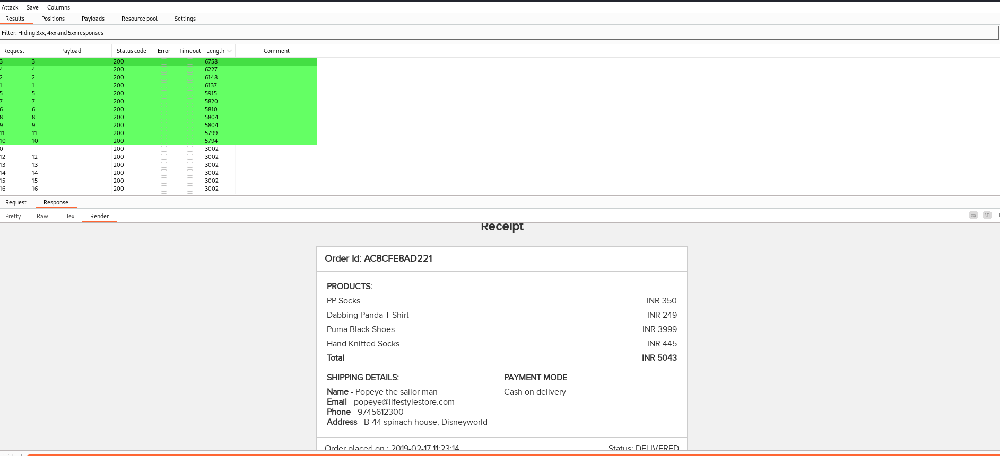 Attack Save Columns
Results Positions Payloads Resource pool Settings
Filter: Hiding 3xx, 4xx and 5xx responses
Request Payload Status code Error Timeout Length Comment
3 3 200 6758
4 4 200 6227
2 2 200 6148
1 1 200 6137
5 5 200 5915
7 7 200 5820
6 6 200 5810
8 8 200 5804
9 9 200 5804
11 11 200 5799
10 10 200 5794
0 200 3002
12 12 200 3002
13 13 200 3002
14 14 200 3002
15 15 200 3002
16 16 200 3002
Request Response
Pretty Raw Hex Render \n
Receipt
Order Id: AC8CFE8AD221
PRODUCTS:
PP Socks INR 350
Dabbing Panda T Shirt INR 249
Puma Black Shoes INR 3999
Hand Knitted Socks INR 445
Total INR 5043
SHIPPING DETAILS: PAYMENT MODE
Name - Popeye the sailor man Cash on delivery
Email - popeye@lifestylestore.com
Phone - 9745612300
Address - B-44 spinach house, Disneyworld
Order placed on : 2019-02-17 11:23:14 Status: DELIVERED